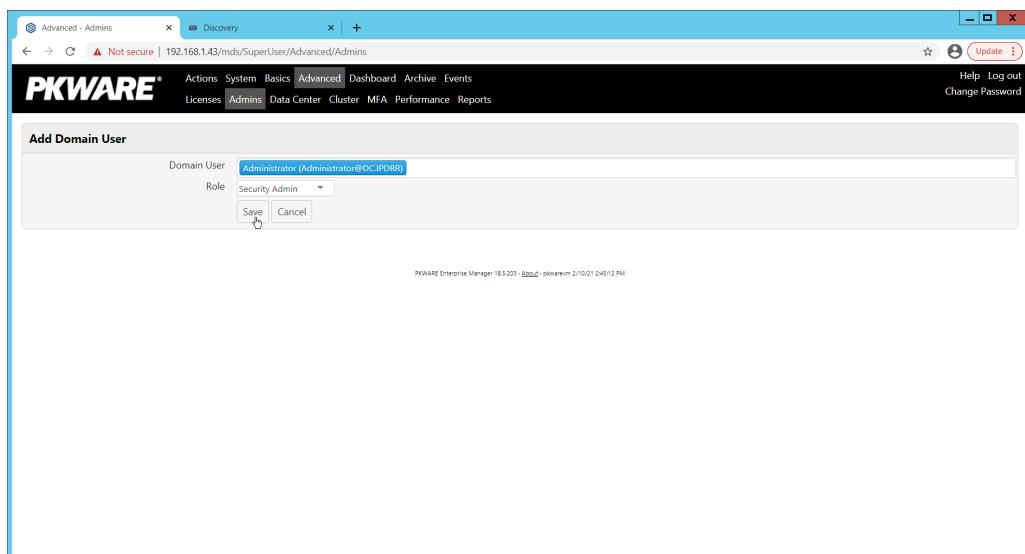 Advanced - Admins
Discovery
Not secure | 192.168.1.43/mds/SuperUser/Advanced/Admins
Update
PKWARE®
Actions System Basics Advanced Dashboard Archive Events
Help Log out
Licenses Admins Data Center Cluster MFA Performance Reports
Change Password
Add Domain User
Domain User
Administrator (Administrator@DC.IPDRR)
Role
Security Admin
Save Cancel
PKWARE Enterprise Manager 18.5.203 - About - pkwarevm 2/10/21 2:45:12 PM